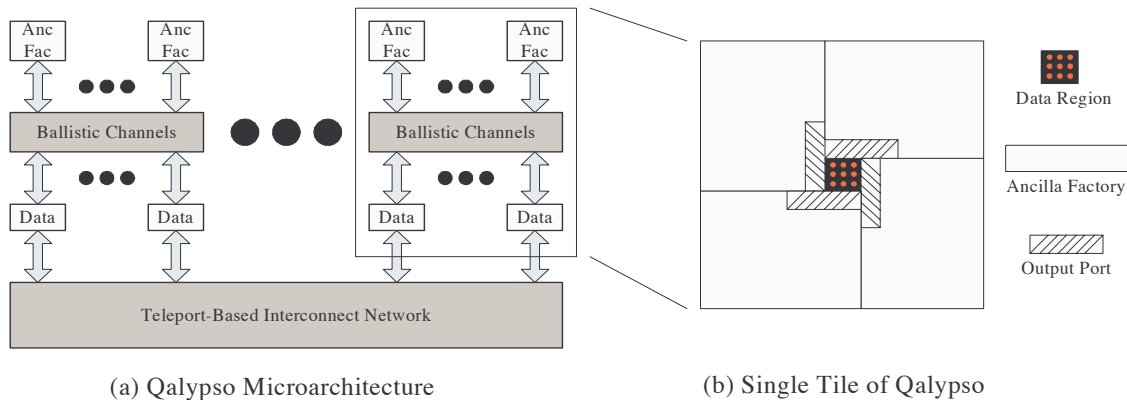 Anc
Fac
Anc
Fac
Anc
Fac
Anc
Fac
Ballistic Channels
Ballistic Channels
Data
Data
Data
Data
Teleport-Based Interconnect Network
(a) Qalypso Microarchitecture
Data Region
Ancilla Factory
Output Port
(b) Single Tile of Qalypso